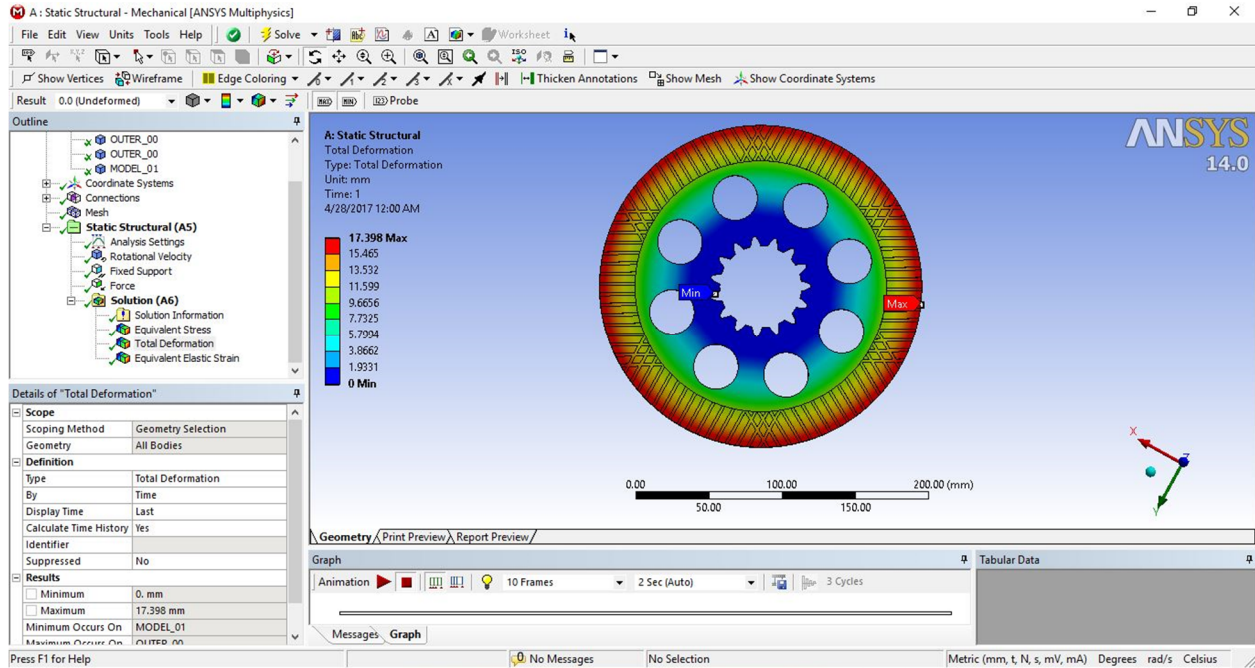 A : Static Structural - Mechanical [ANSYS Multiphysics]
File Edit View Units Tools Help Solve Worksheet
Show Vertices Wireframe Edge Coloring Thicken Annotations Show Mesh Show Coordinate Systems
Result 0.0 (Undeformed) MAX MIN 123 Probe
Outline
OUTER_00
OUTER_00
MODEL_01
Coordinate Systems
Connections
Mesh
Static Structural (A5)
Analysis Settings
Rotational Velocity
Fixed Support
Force
Solution (A6)
Solution Information
Equivalent Stress
Total Deformation
Equivalent Elastic Strain
Details of "Total Deformation"
Scope
Scoping Method Geometry Selection
Geometry All Bodies
Definition
Type Total Deformation
By Time
Display Time Last
Calculate Time History Yes
Identifier
Suppressed No
Results
Minimum 0. mm
Maximum 17.398 mm
Minimum Occurs On MODEL_01
Maximum Occurs On OUTER_00
A: Static Structural
Total Deformation
Type: Total Deformation
Unit: mm
Time: 1
4/28/2017 12:00 AM
17.398 Max
15.465
13.532
11.599
9.6656
7.7325
5.7994
3.8662
1.9331
0 Min
ANSYS
14.0
Min
Max
0.00 100.00 200.00 (mm)
50.00 150.00
X
Z
Y
Geometry Print Preview Report Preview
Graph
Animation 10 Frames 2 Sec (Auto) 3 Cycles
Messages Graph
Tabular Data
Press F1 for Help 0 No Messages No Selection Metric (mm, t, N, s, mV, mA) Degrees rad/s Celsius